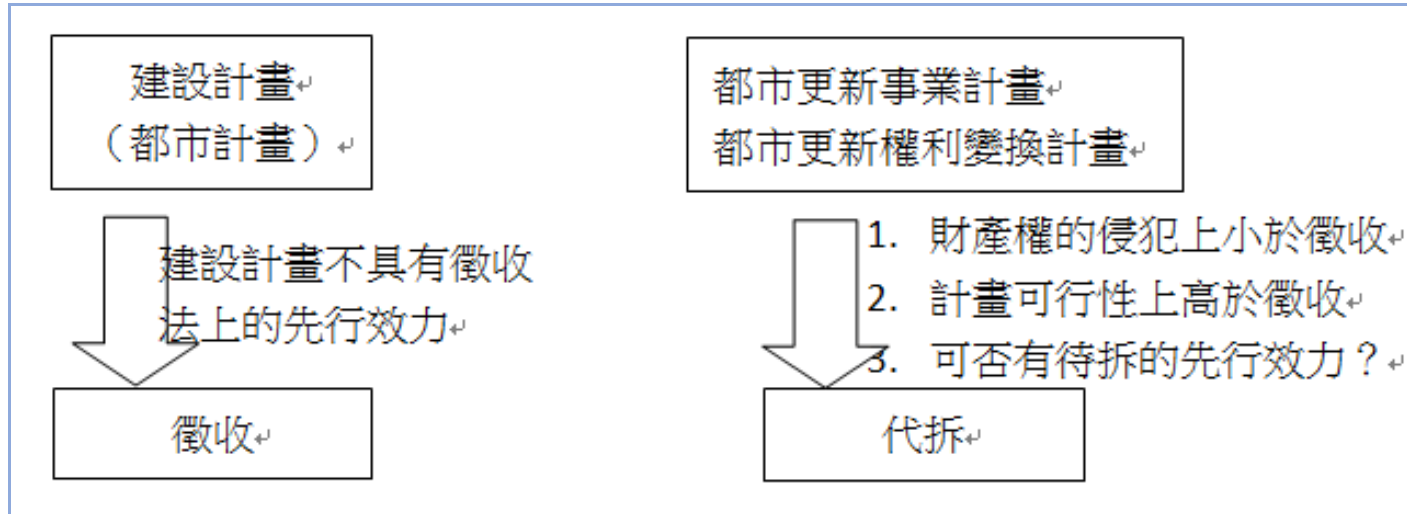 建設計畫
（都市計畫）
建設計畫不具有徵收
法上的先行效力
徵收
都市更新事業計畫
都市更新權利變換計畫
1. 財產權的侵犯上小於徵收
2. 計畫可行性上高於徵收
3. 可否有待拆的先行效力？
代拆